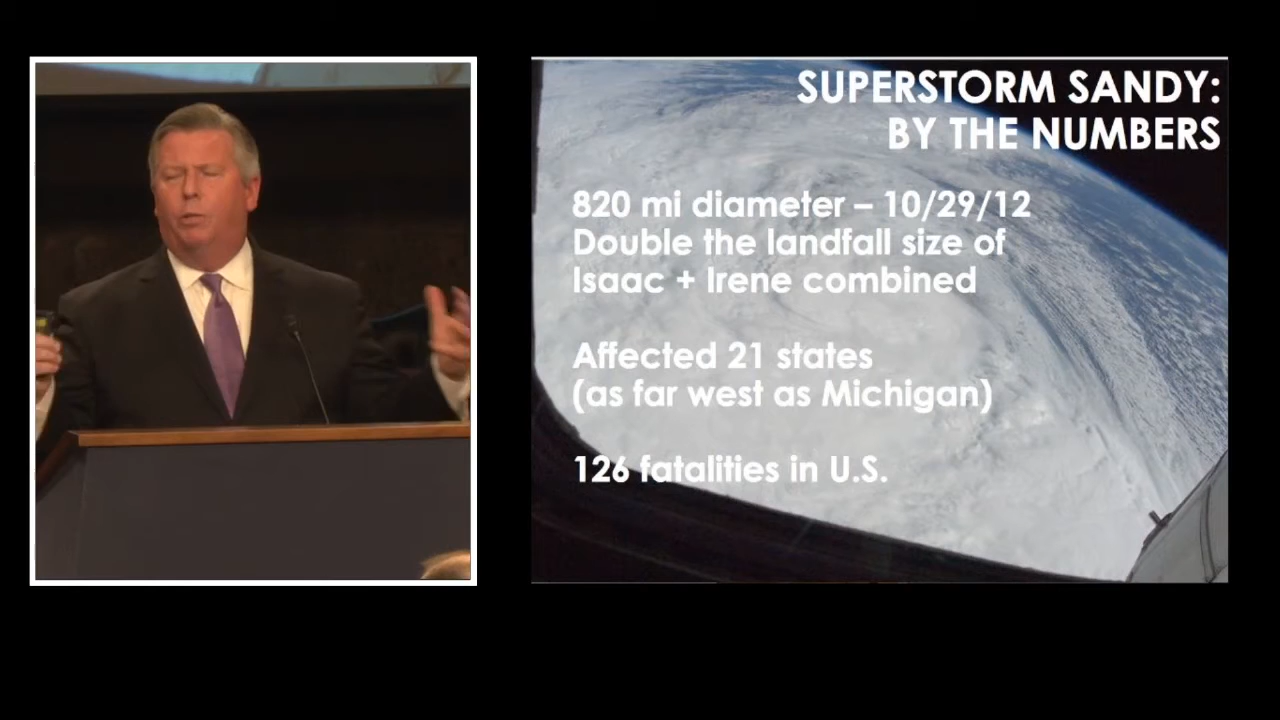 SUPERSTORM SANDY:
BY THE NUMBERS
820 mi diameter – 10/29/12
Double the landfall size of
Isaac + Irene combined
Affected 21 states
(as far west as Michigan)
126 fatalities in U.S.